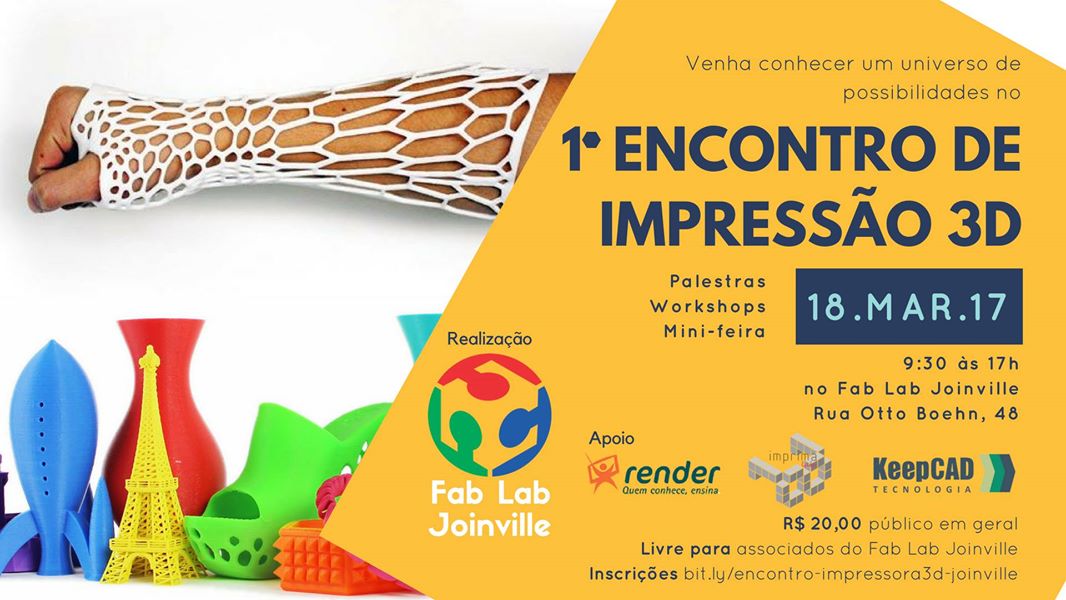 Venha conhecer um universo de
possibilidades no
1º ENCONTRO DE
IMPRESSÃO 3D
Palestras
Workshops
Mini-feira
18.MAR.17
9:30 às 17h
no Fab Lab Joinville
Rua Otto Boehn, 48
Realização
Fab Lab
Joinville
Apoio
render
Quem conhece, ensina
imprima
KeepCAD
TECNOLOGIA
R$ 20,00 público em geral
Livre para associados do Fab Lab Joinville
Inscrições bit.ly/encontro-impressora3d-joinville